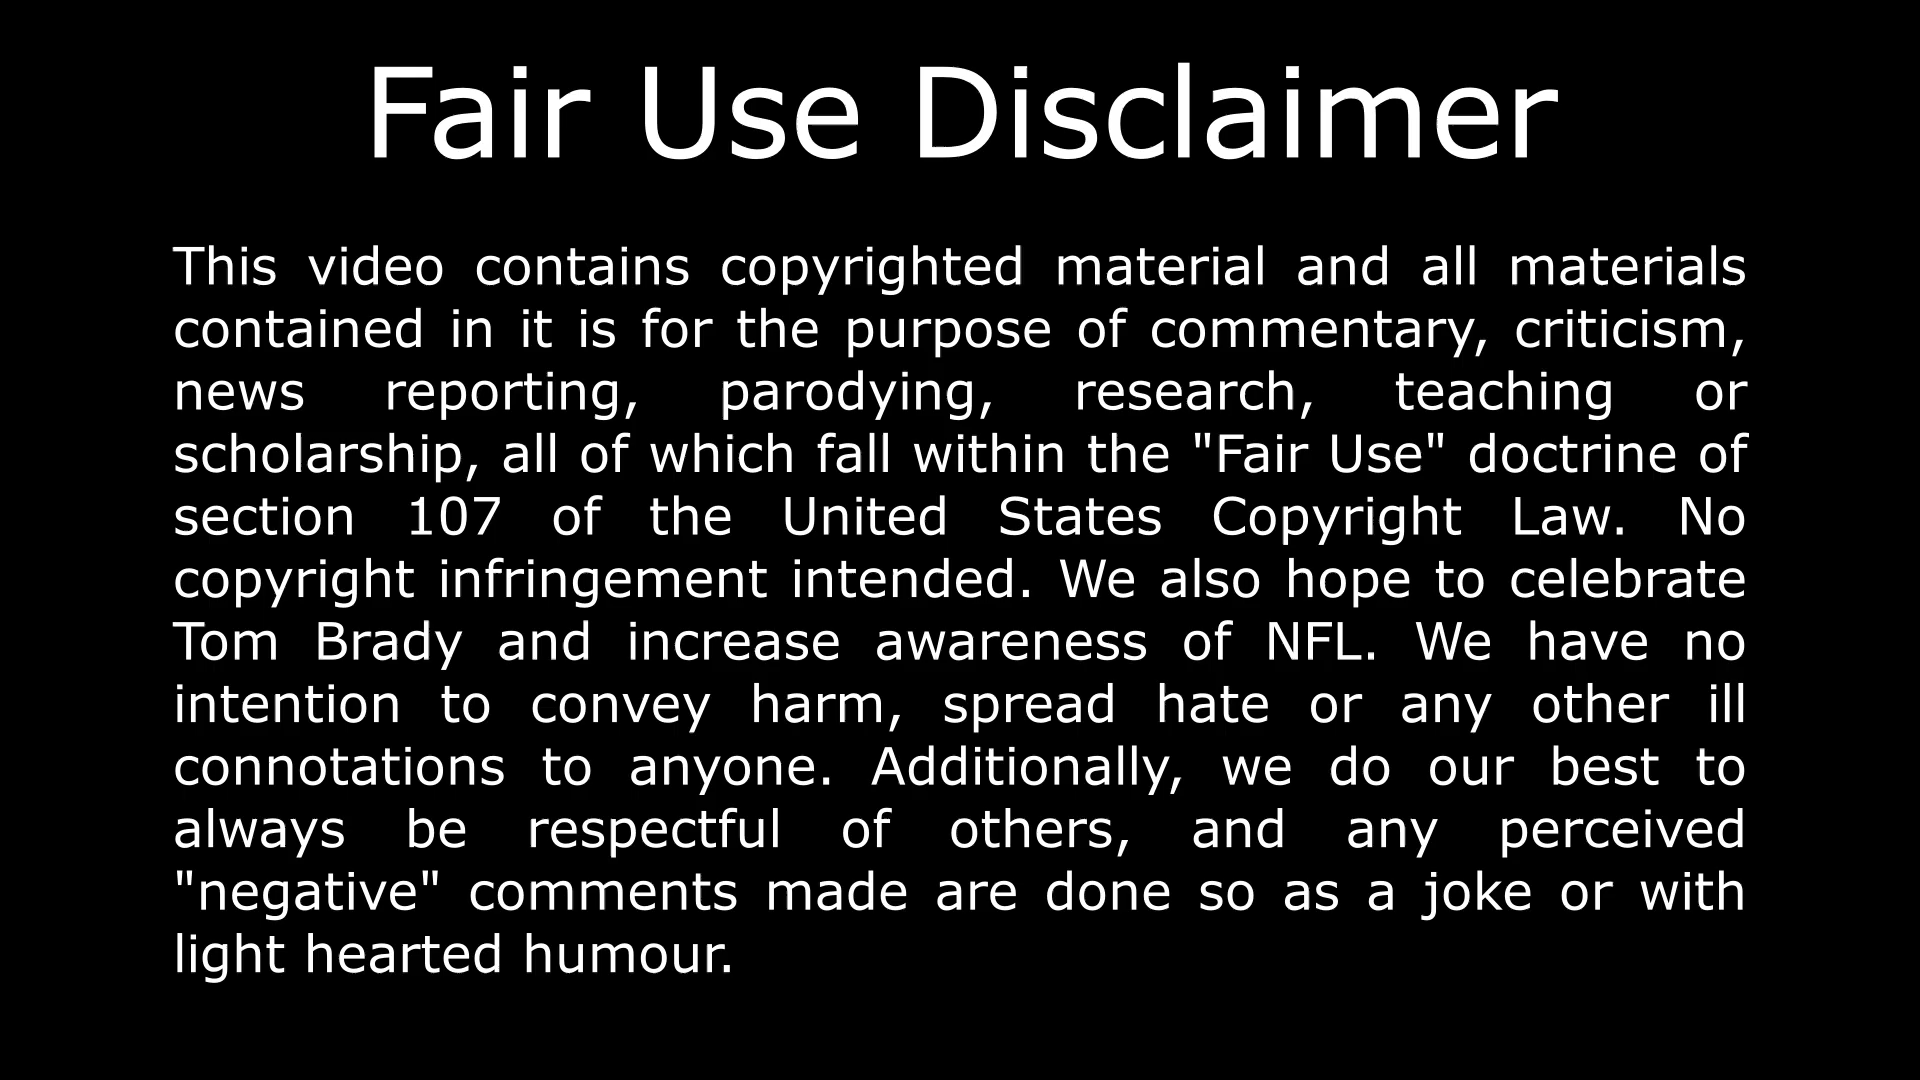 Fair Use Disclaimer
This video contains copyrighted material and all materials
contained in it is for the purpose of commentary, criticism,
news reporting, parodying, research, teaching or
scholarship, all of which fall within the "Fair Use" doctrine of
section 107 of the United States Copyright Law. No
copyright infringement intended. We also hope to celebrate
Tom Brady and increase awareness of NFL. We have no
intention to convey harm, spread hate or any other ill
connotations to anyone. Additionally, we do our best to
always be respectful of others, and any perceived
"negative" comments made are done so as a joke or with
light hearted humour.